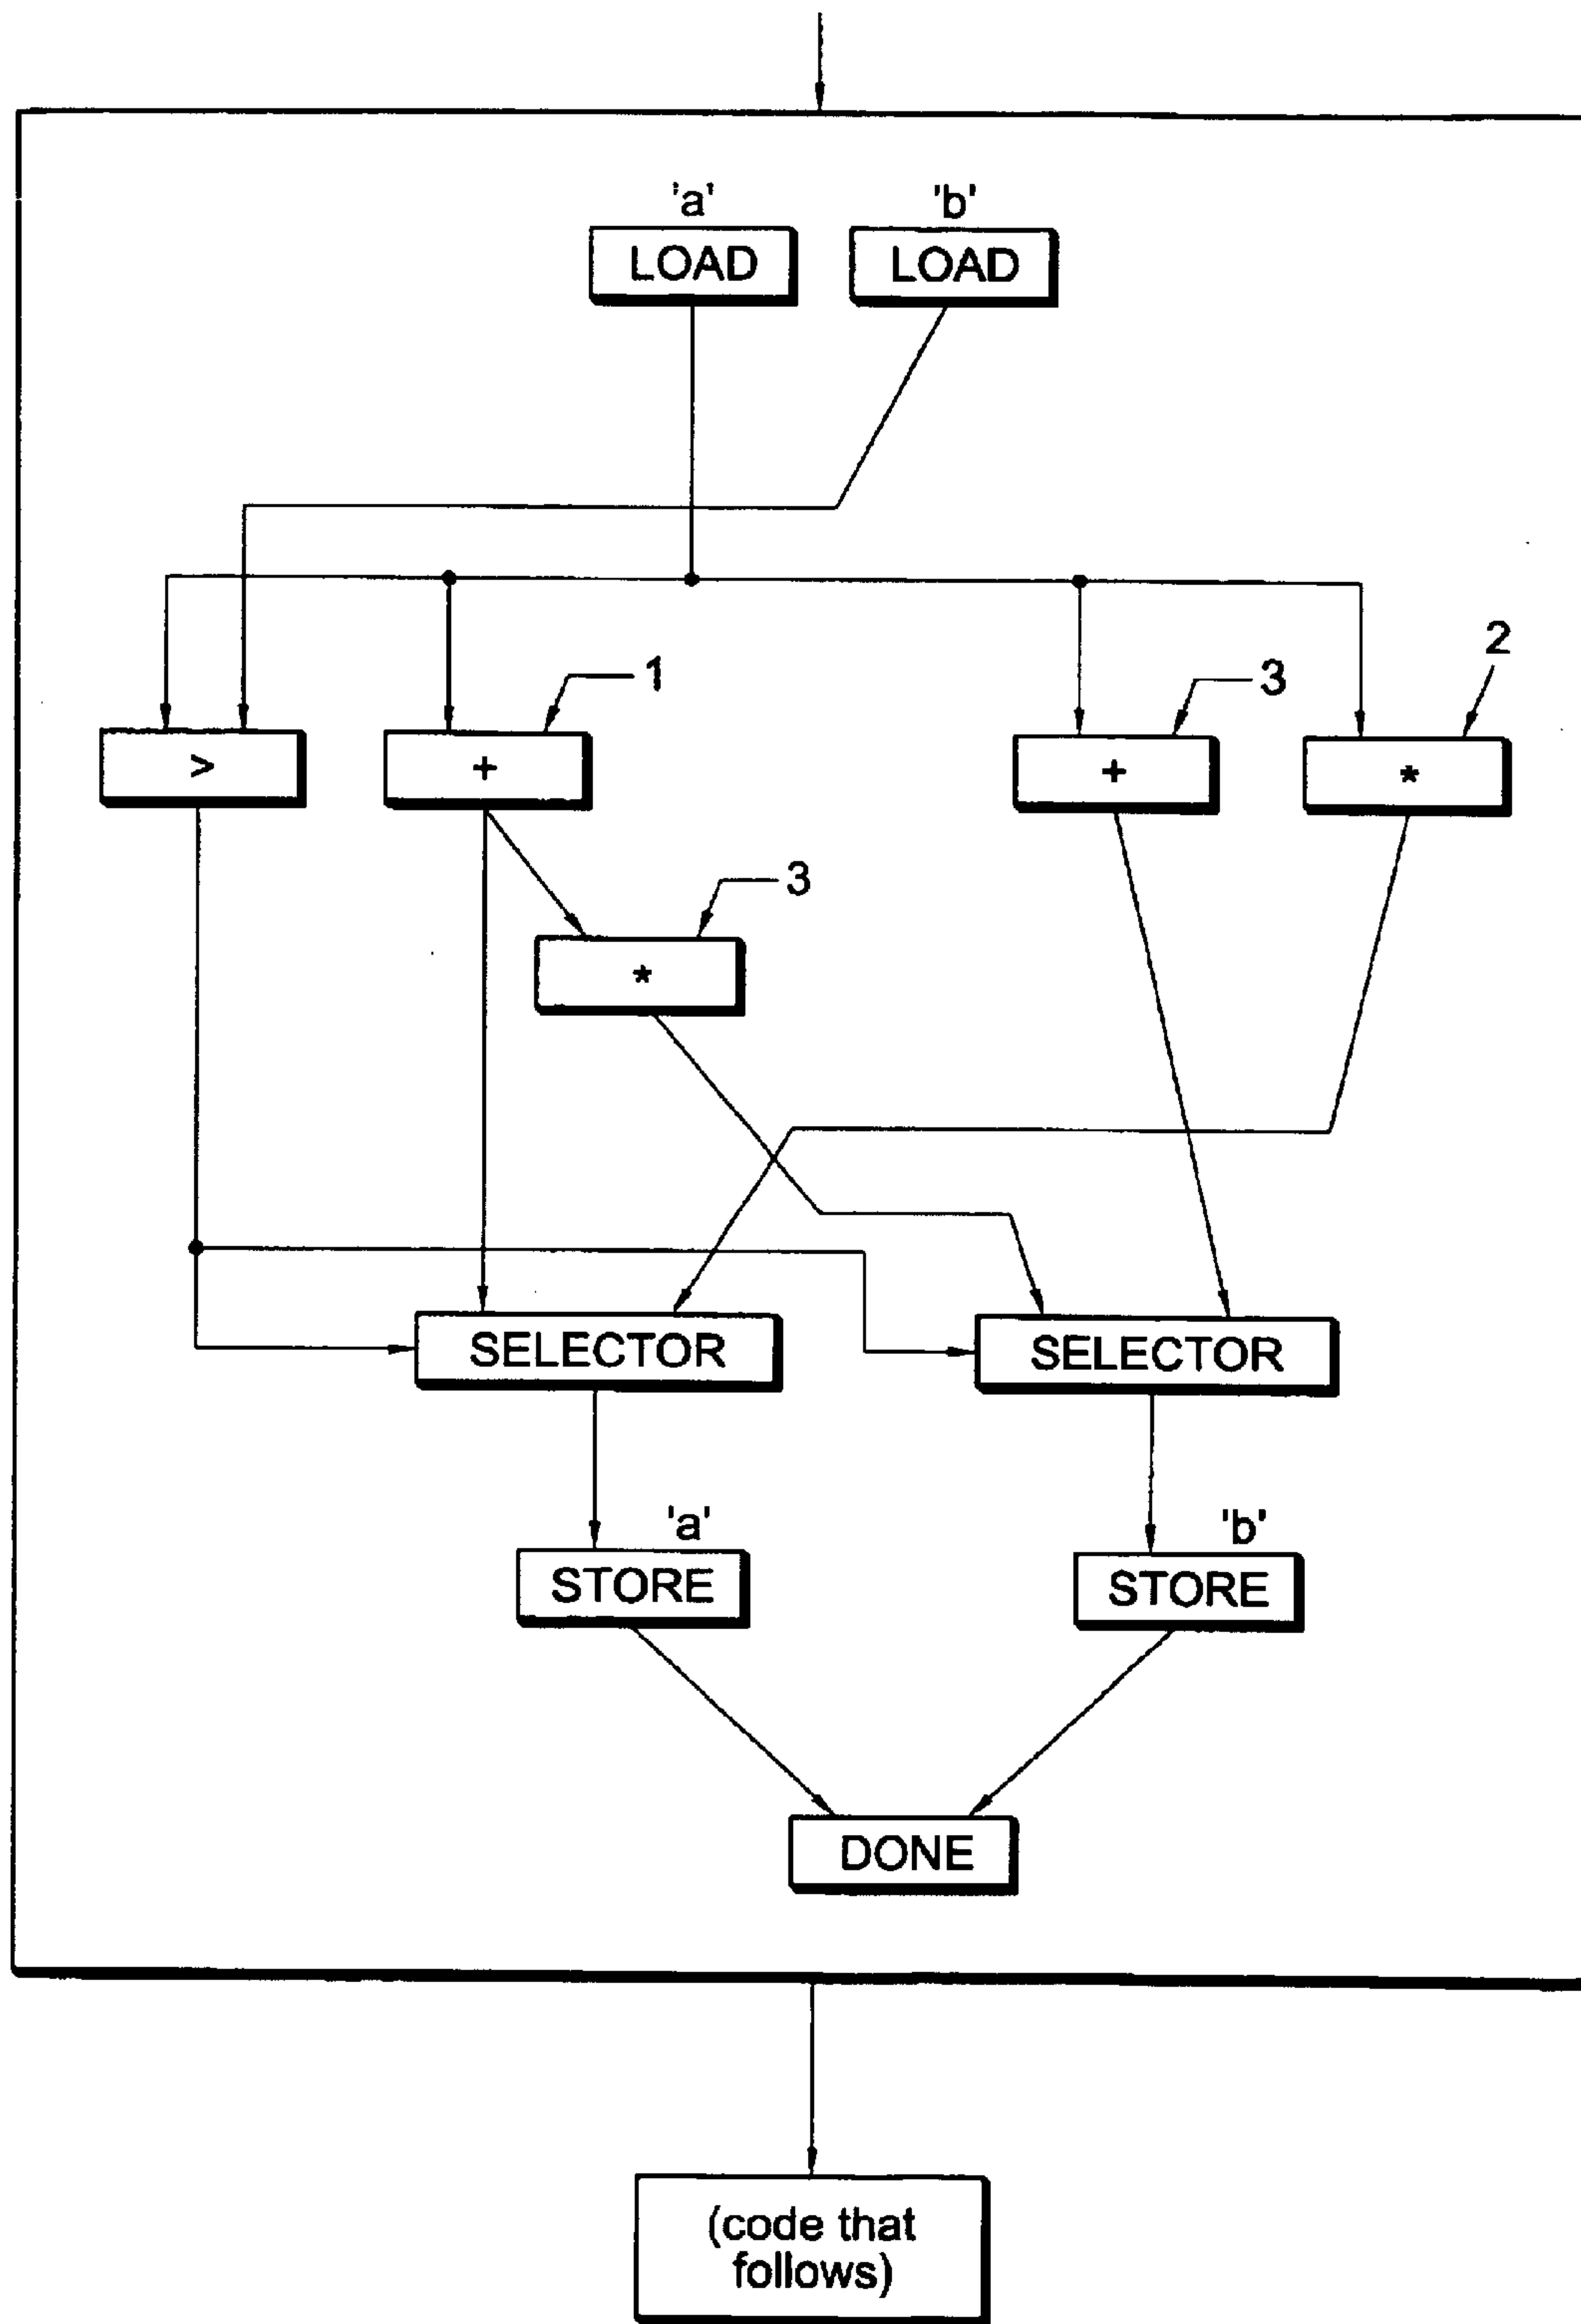 'a'
'b'
LOAD
LOAD
1
3
2
>
+
+
*
3
*
SELECTOR
SELECTOR
'a'
'b'
STORE
STORE
DONE
(code that
follows)